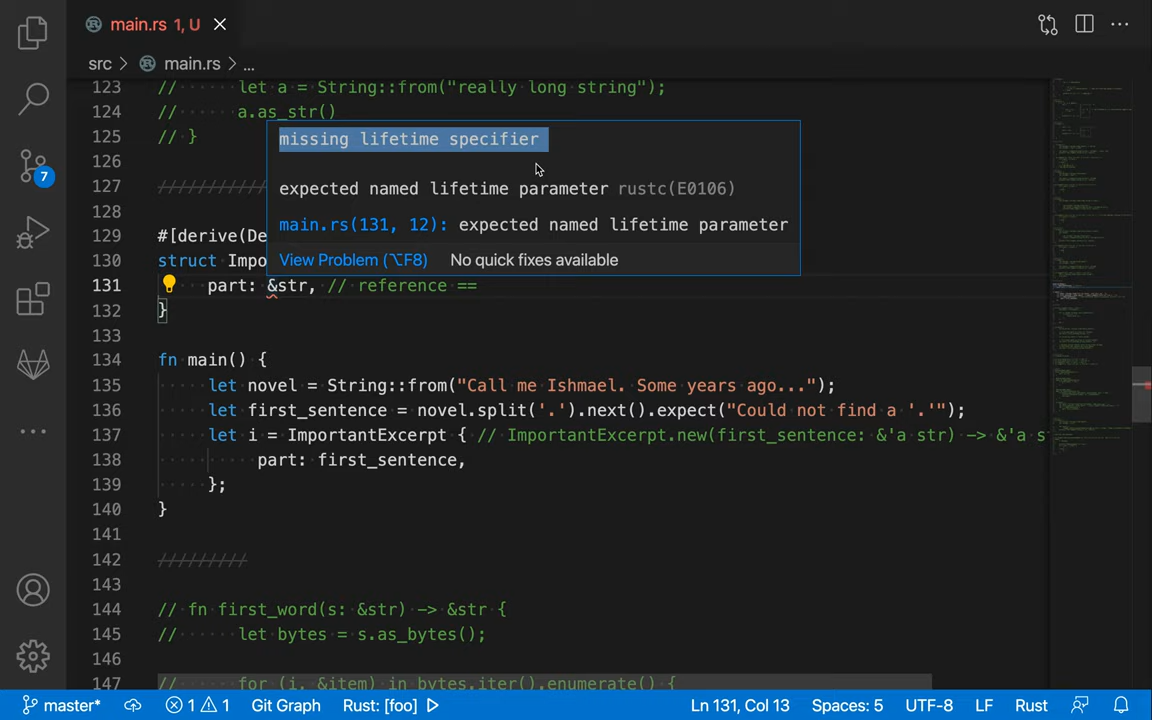 main.rs 1, U
src > main.rs > ...
123 // let a = String::from("really long string");
124 // a.as_str()
125 // }
126
127 //////////
128
129 #[derive(De
130 struct Impo
131 part: &str, // reference ==
132 }
133
134 fn main() {
135 let novel = String::from("Call me Ishmael. Some years ago...");
136 let first_sentence = novel.split('.').next().expect("Could not find a '.'");
137 let i = ImportantExcerpt { // ImportantExcerpt.new(first_sentence: &'a str) -> &'a s
138 part: first_sentence,
139 };
140 }
141
142 /////////
143
144 // fn first_word(s: &str) -> &str {
145 // let bytes = s.as_bytes();
146
147 // for (i, &item) in bytes.iter().enumerate() {
missing lifetime specifier
expected named lifetime parameter rustc(E0106)
main.rs(131, 12): expected named lifetime parameter
View Problem (⌥F8) No quick fixes available
7
master* 1 1 Git Graph Rust: [foo] Ln 131, Col 13 Spaces: 5 UTF-8 LF Rust